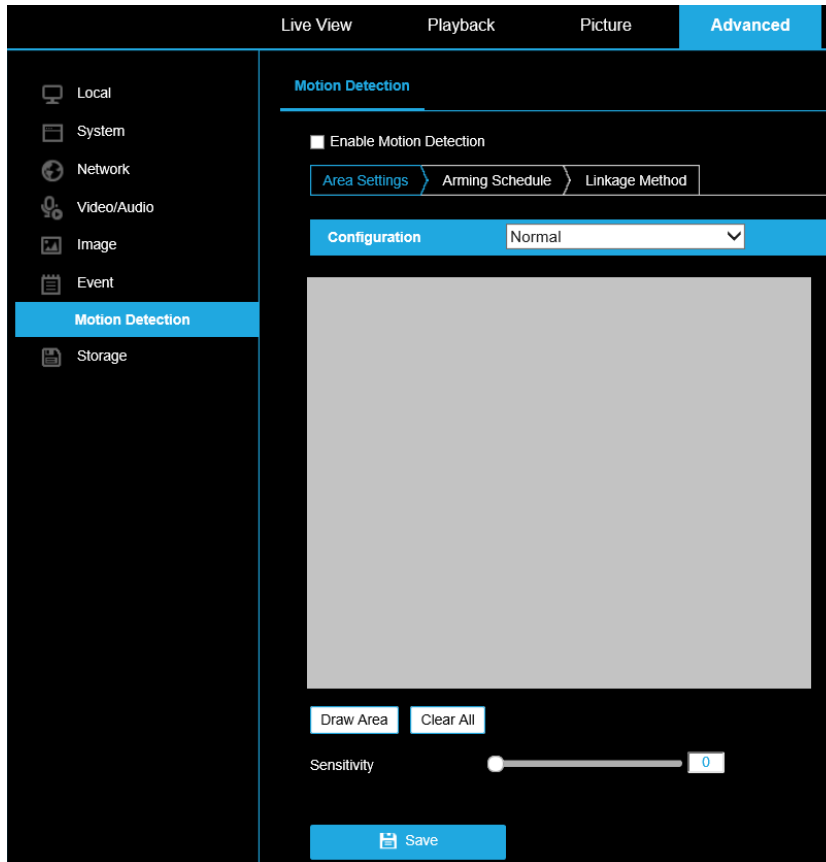 Live View Playback Picture Advanced
Local
System
Network
Video/Audio
Image
Event
Motion Detection
Storage
Motion Detection
Enable Motion Detection
Area Settings Arming Schedule Linkage Method
Configuration Normal
Draw Area Clear All
Sensitivity 0
Save